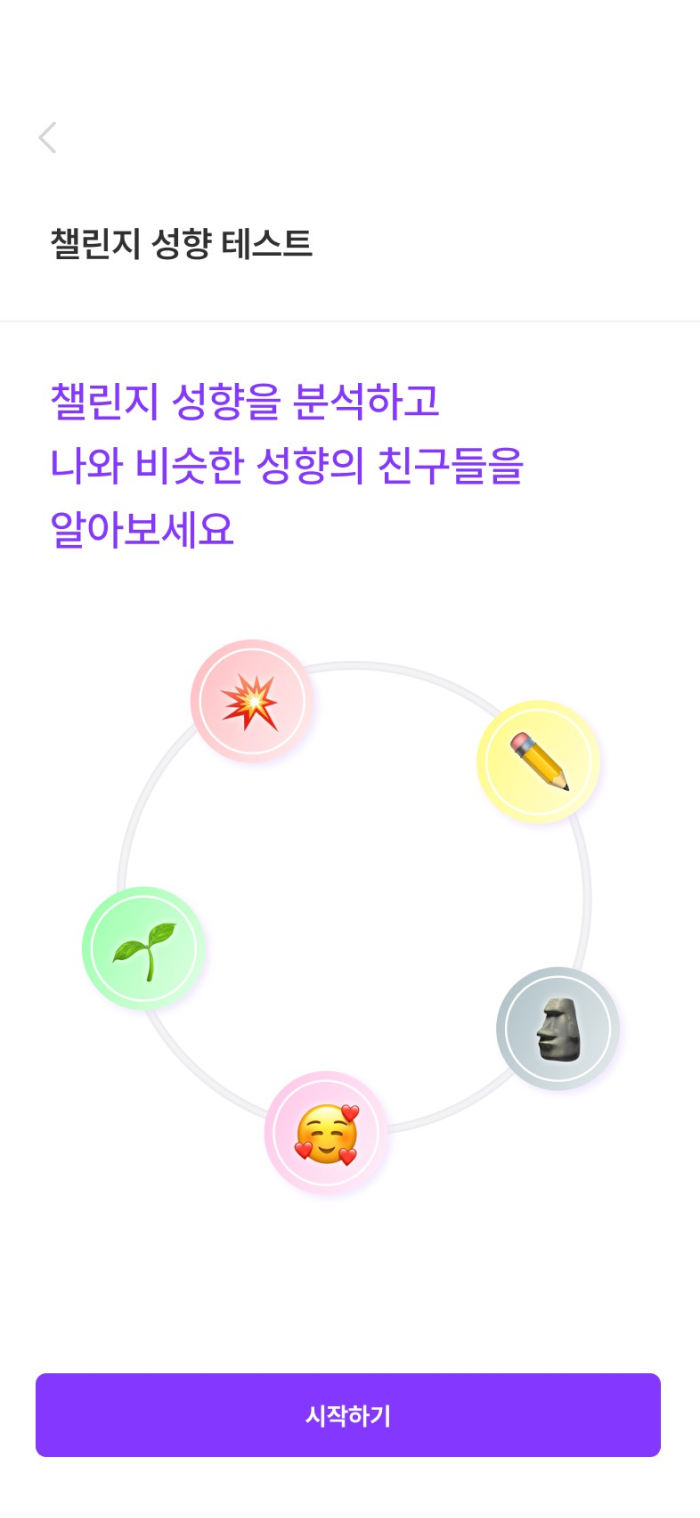 챌린지 성향 테스트
챌린지 성향을 분석하고
나와 비슷한 성향의 친구들을
알아보세요
시작하기